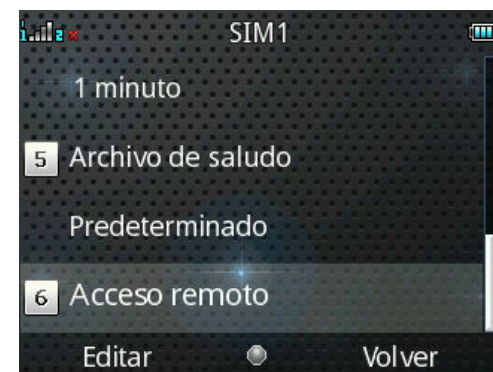 SIM1
1 minuto
5 Archivo de saludo
Predeterminado
6 Acceso remoto
Editar Volver